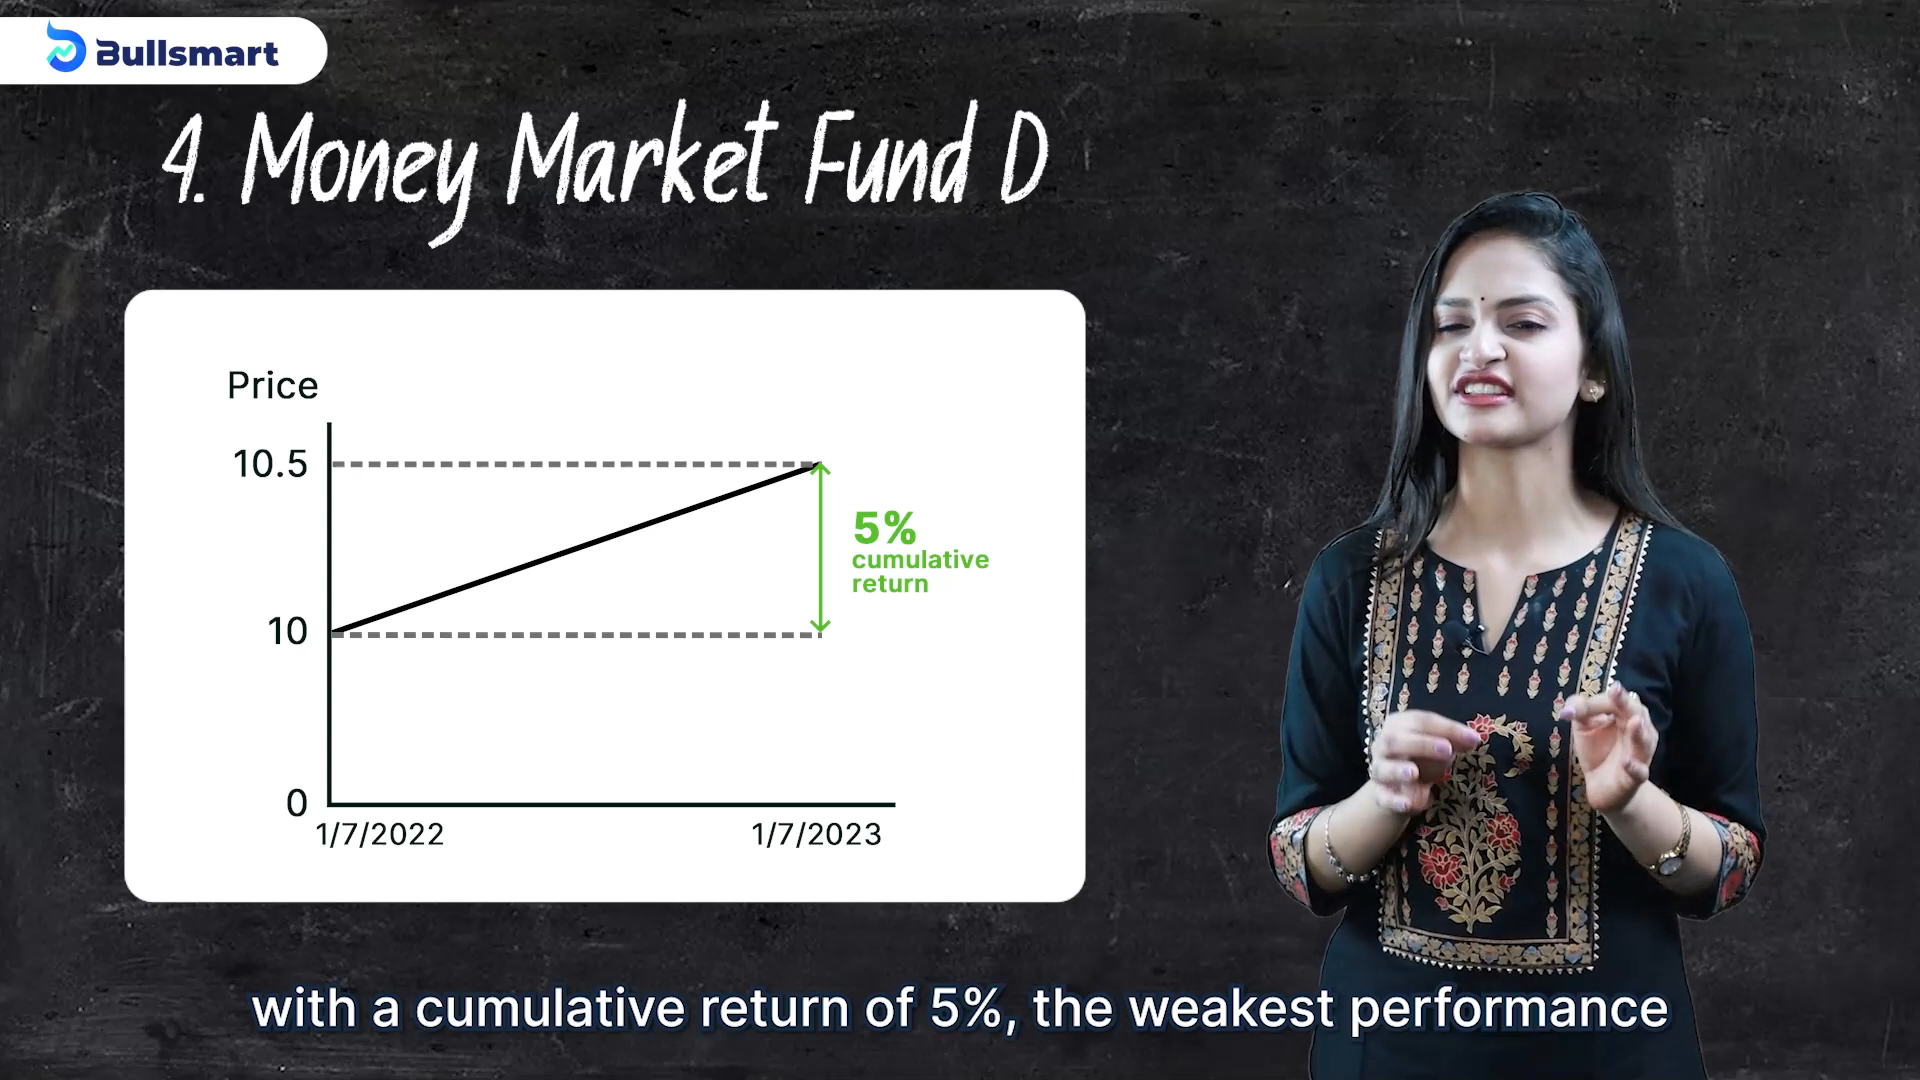 Bullsmart
4. Money Market Fund D
Price
10.5
5%
cumulative
return
10
0
1/7/2022
1/7/2023
with a cumulative return of 5%, the weakest performance